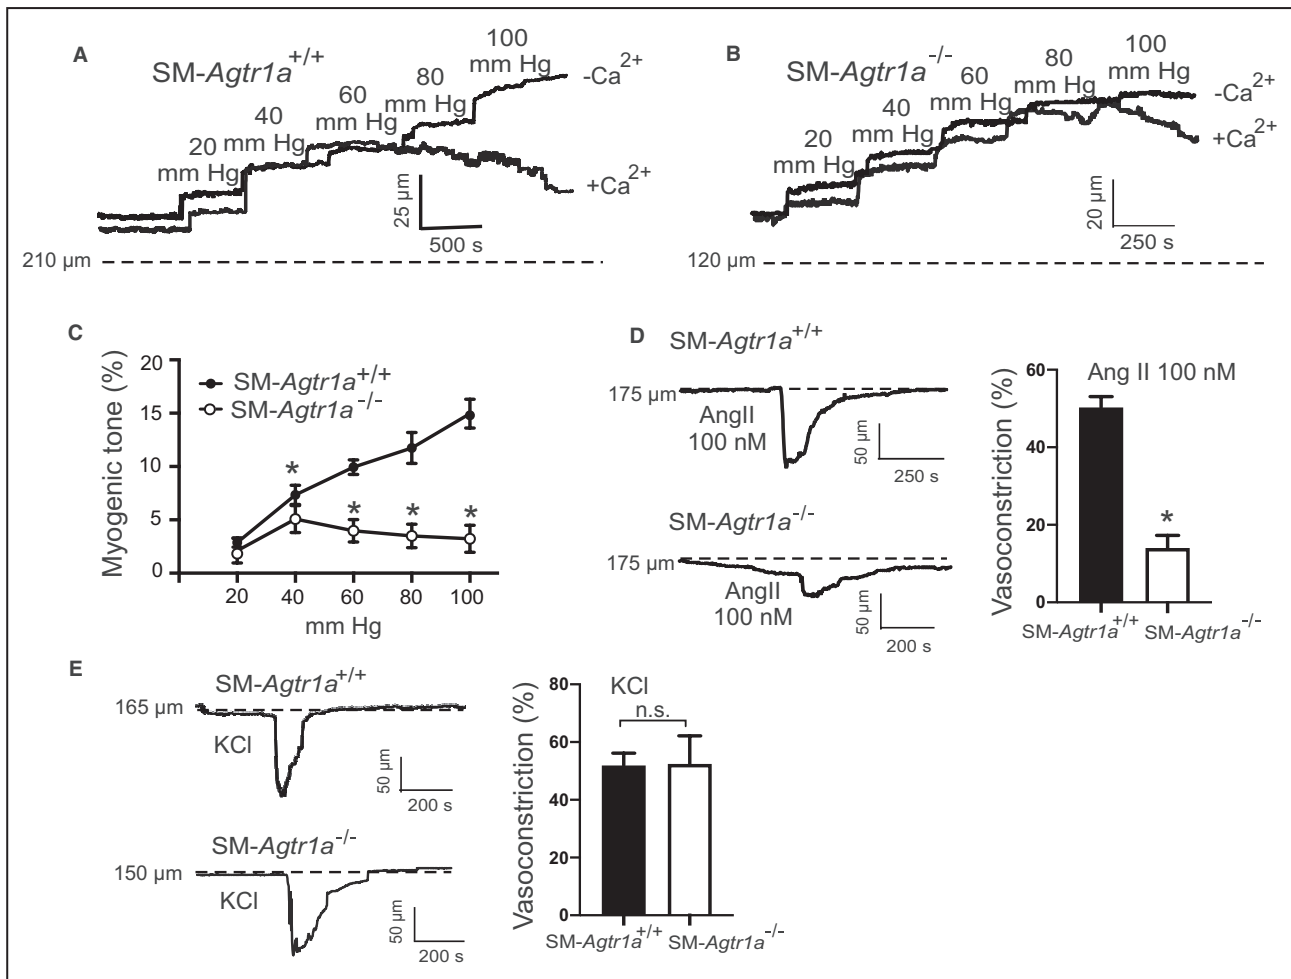 A
SM-Agtr1a+/+
20
mm Hg
40
mm Hg
60
mm Hg
80
mm Hg
100
mm Hg
-Ca2+
+Ca2+
25 µm
500 s
210 µm
B
SM-Agtr1a-/-
20
mm Hg
40
mm Hg
60
mm Hg
80
mm Hg
100
mm Hg
-Ca2+
+Ca2+
20 µm
250 s
120 µm
C
Myogenic tone (%)
20
15
10
5
0
SM-Agtr1a+/+
SM-Agtr1a-/-
*
*
*
*
20 40 60 80 100
mm Hg
D
SM-Agtr1a+/+
175 µm
AngII
100 nM
50 µm
250 s
SM-Agtr1a-/-
175 µm
AngII
100 nM
50 µm
200 s
Vasoconstriction (%)
60
40
20
0
Ang II 100 nM
*
SM-Agtr1a+/+ SM-Agtr1a-/-
E
SM-Agtr1a+/+
165 µm
KCl
50 µm
200 s
SM-Agtr1a-/-
150 µm
KCl
50 µm
200 s
Vasoconstriction (%)
80
60
40
20
0
KCl
n.s.
SM-Agtr1a+/+ SM-Agtr1a-/-